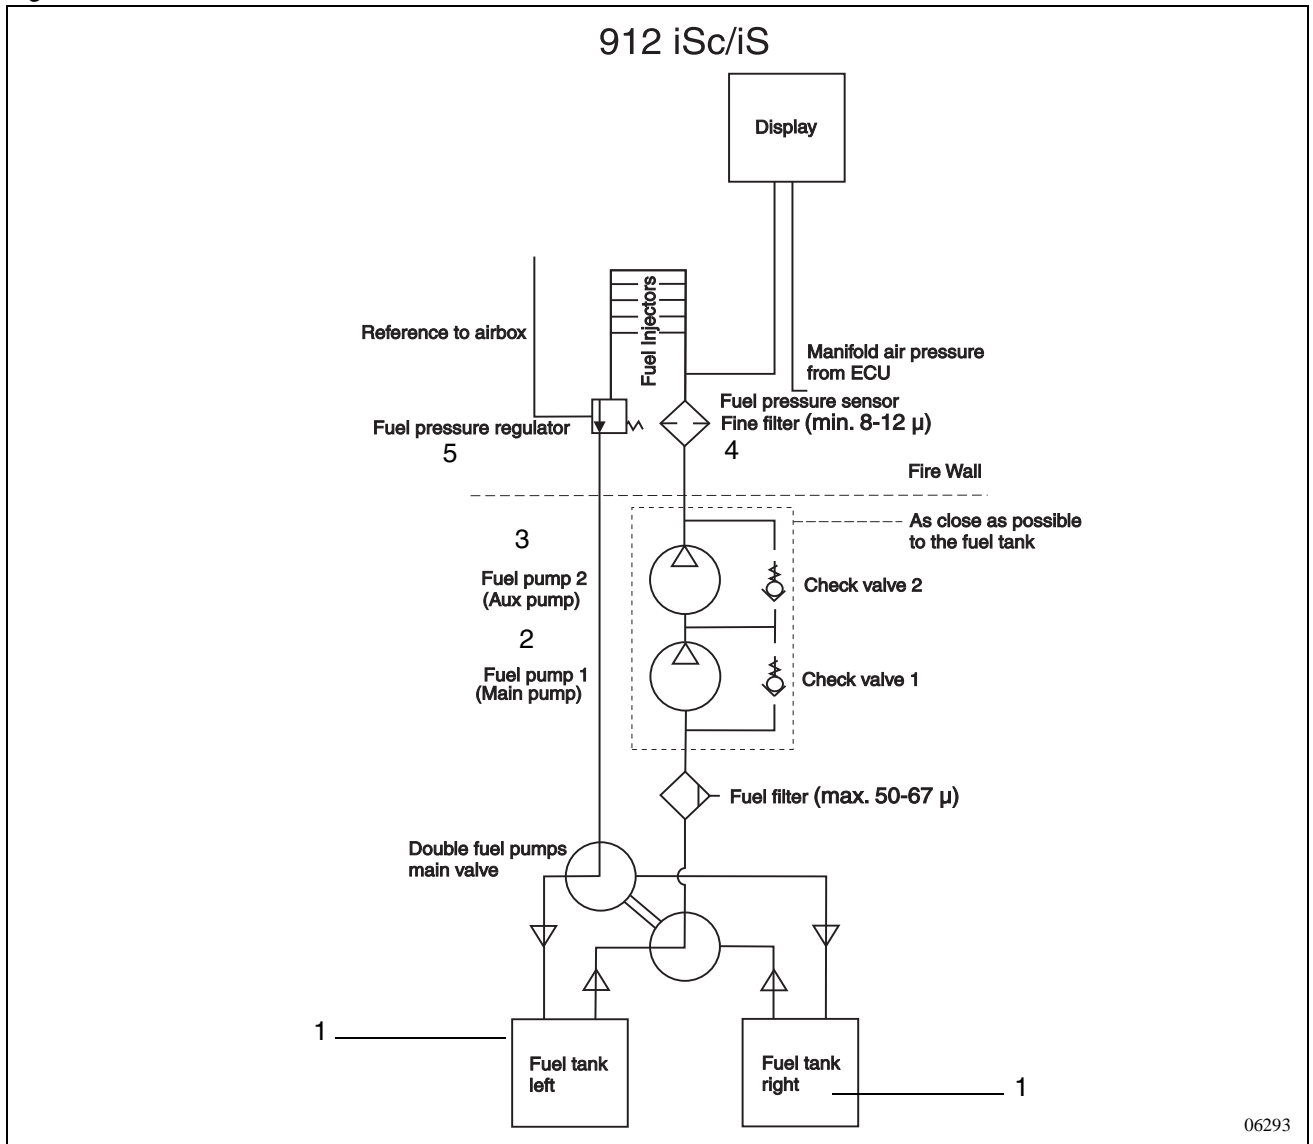 912 iSc/iS
Display
Fuel Injectors
Reference to airbox
Manifold air pressure
from ECU
Fuel pressure sensor
Fine filter (min. 8-12 µ)
4
Fuel pressure regulator
5
Fire Wall
As close as possible
to the fuel tank
3
Fuel pump 2
(Aux pump)
Check valve 2
2
Fuel pump 1
(Main pump)
Check valve 1
Fuel filter (max. 50-67 µ)
Double fuel pumps
main valve
1
Fuel tank
left
Fuel tank
right
1
06293